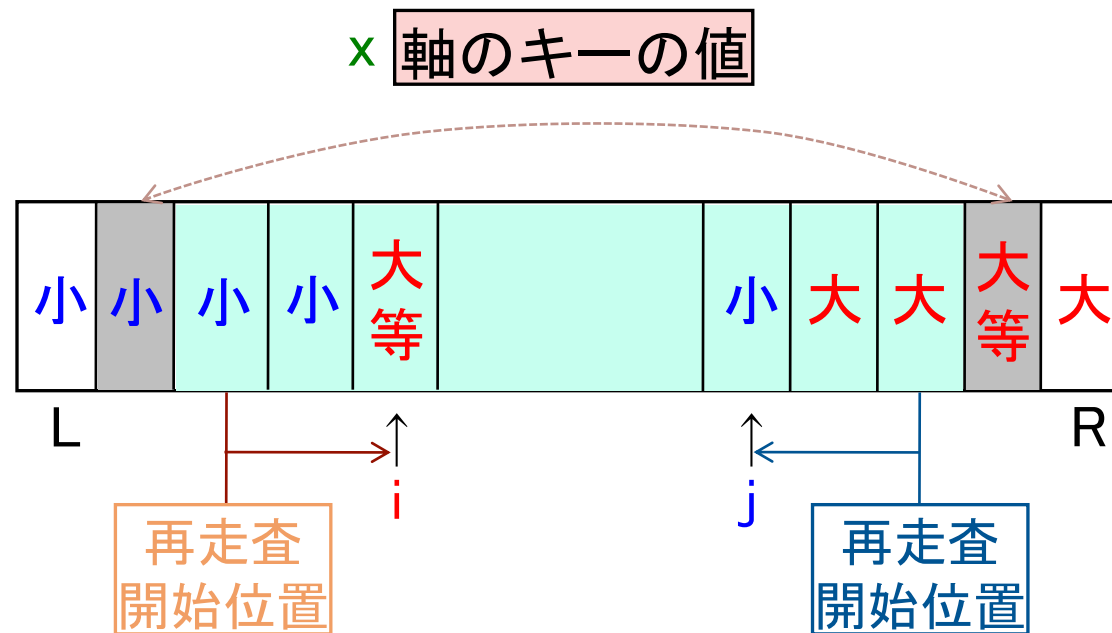 x 軸のキーの値
小 小 小 小 大等 小 大 大 大等 大
L R
i j
再走査
開始位置
再走査
開始位置